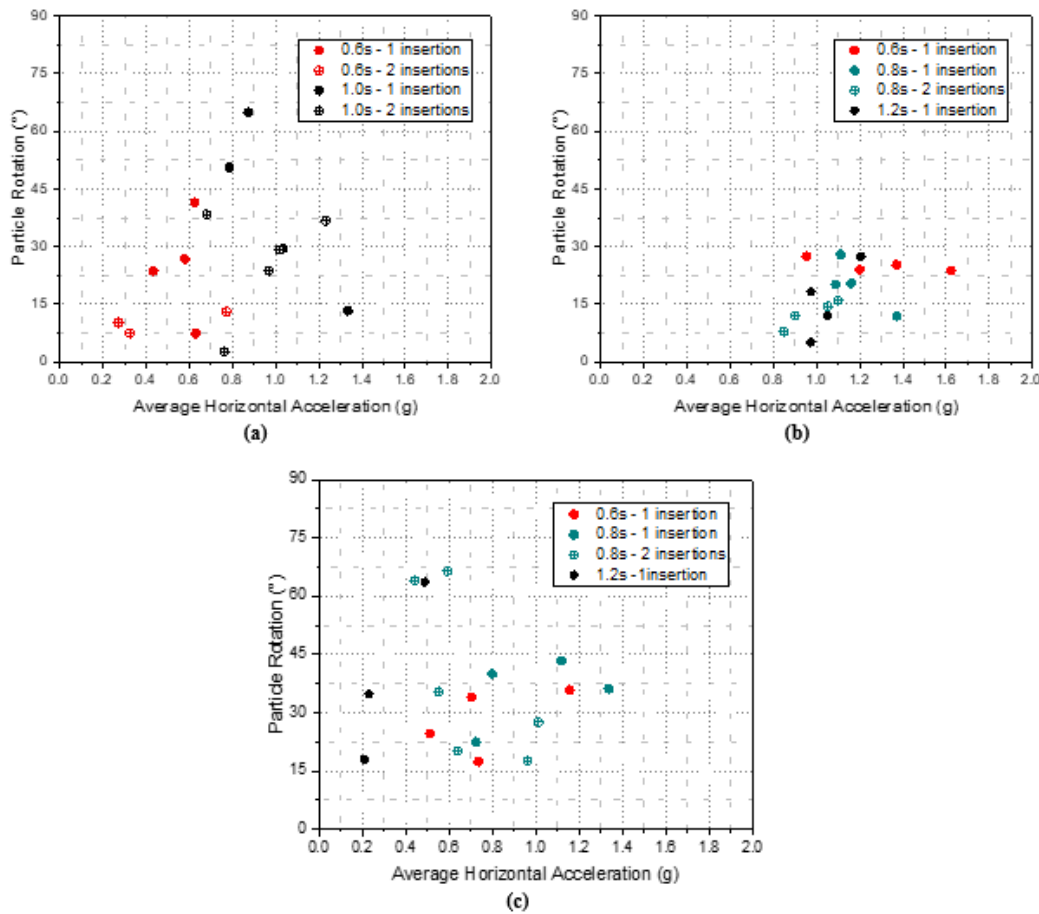 90
75
60
45
30
15
0
Particle Rotation (°)
0.6s - 1 insertion
0.6s - 2 insertions
1.0s - 1 insertion
1.0s - 2 insertions
0.0 0.2 0.4 0.6 0.8 1.0 1.2 1.4 1.6 1.8 2.0
Average Horizontal Acceleration (g)
(a)
90
75
60
45
30
15
0
Particle Rotation (°)
0.6s - 1 insertion
0.8s - 1 insertion
0.8s - 2 insertions
1.2s - 1 insertion
0.0 0.2 0.4 0.6 0.8 1.0 1.2 1.4 1.6 1.8 2.0
Average Horizontal Acceleration (g)
(b)
90
75
60
45
30
15
0
Particle Rotation (°)
0.6s - 1 insertion
0.8s - 1 insertion
0.8s - 2 insertions
1.2s -1insertion
0.0 0.2 0.4 0.6 0.8 1.0 1.2 1.4 1.6 1.8 2.0
Average Horizontal Acceleration (g)
(c)